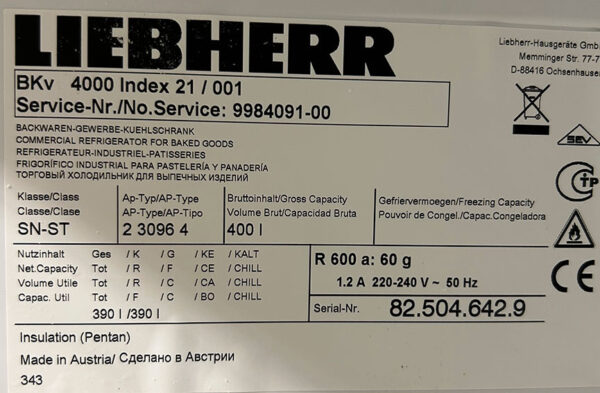 LIEBHERR
Liebherr-Hausgeräte Gmb
Memminger Str. 77-7
D-88416 Ochsenhause
BKv 4000 Index 21 / 001
Service-Nr./No.Service: 9984091-00
BACKWAREN-GEWERBE-KUEHLSCHRANK
COMMERCIAL REFRIGERATOR FOR BAKED GOODS
REFRIGERATEUR-INDUSTRIEL-PATISSERIES
FRIGORÍFICO INDUSTRIAL PARA PASTELERÍA Y PANADERÍA
ТОРГОВЫЙ ХОЛОДИЛЬНИК ДЛЯ ВЫПЕЧНЫХ ИЗДЕЛИЙ
SEV
Klasse/Class
Classe/Clase
SN-ST
Ap-Typ/AP-Type
AP-Type/AP-Tipo
2 3096 4
Bruttoinhalt/Gross Capacity
Volume Brut/Capacidad Bruta
400 l
Gefriervermoegen/Freezing Capacity
Pouvoir de Congel./Capac.Congeladora
Nutzinhalt Ges / K / G / KE / KALT
Net.Capacity Tot / R / F / CE / CHILL
Volume Utile Tot / R / C / CA / CHILL
Capac. Util Tot / F / C / BO / CHILL
390 l /390 l
R 600 a: 60 g
1.2 A 220-240 V ~ 50 Hz
Serial-Nr. 82.504.642.9
CE
Insulation (Pentan)
Made in Austria/ Сделано в Австрии
343